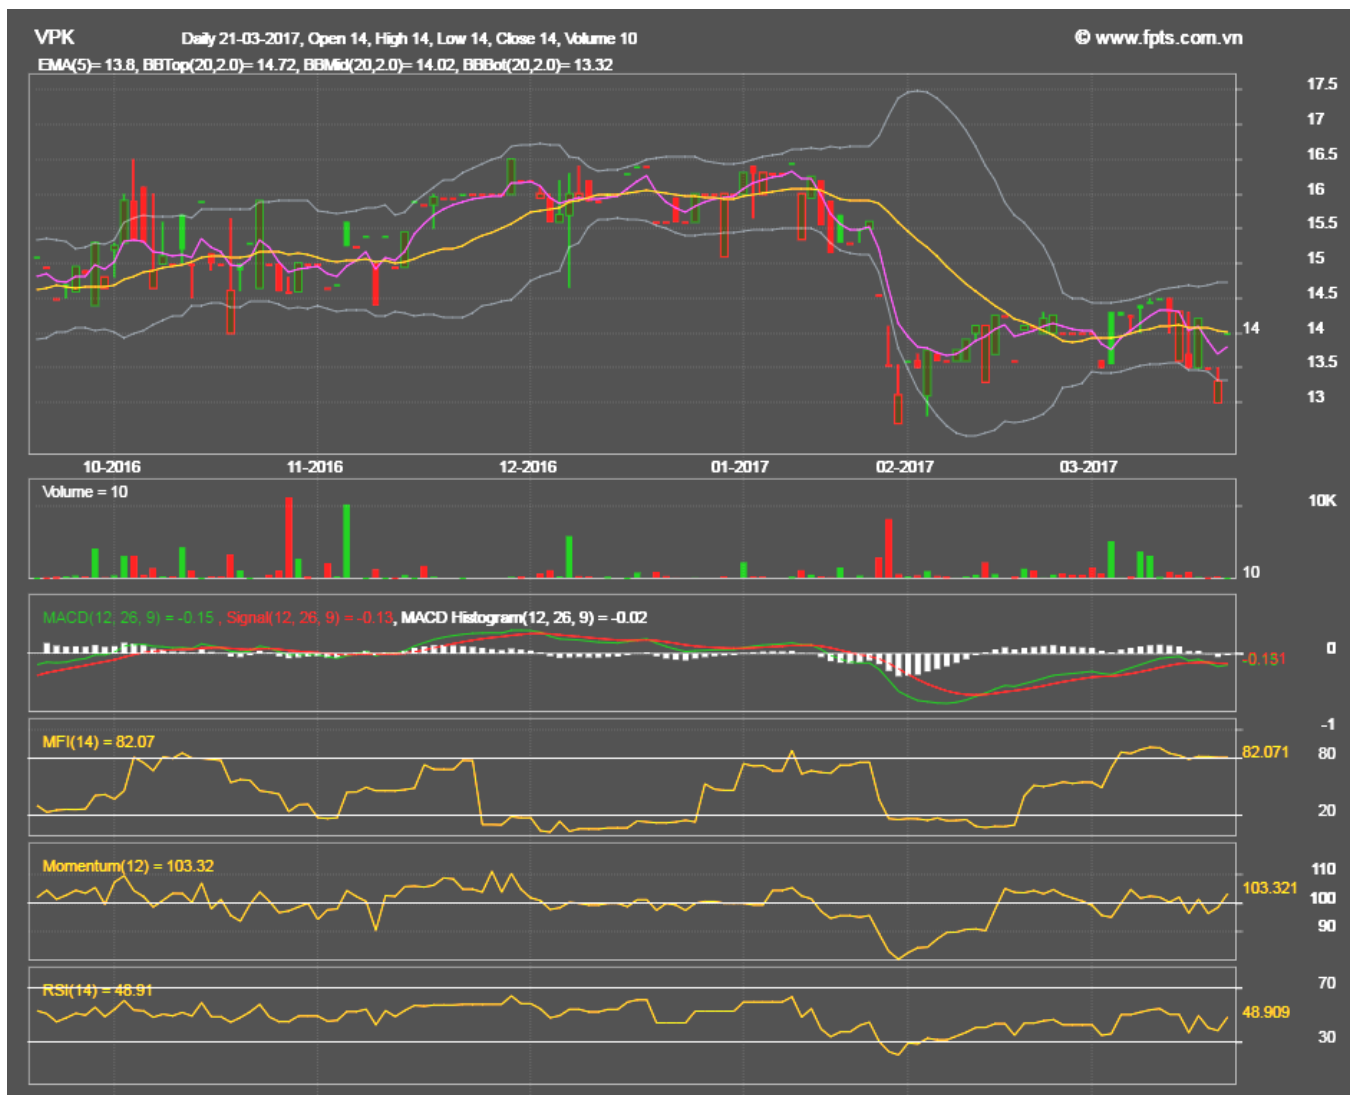 VPK Daily 21-03-2017, Open 14, High 14, Low 14, Close 14, Volume 10 © www.fpts.com.vn
EMA(5)= 13.8, BBTop(20,2.0)= 14.72, BBMid(20,2.0)= 14.02, BBBot(20,2.0)= 13.32
17.5
17
16.5
16
15.5
15
14.5
14 14
13.5
13
10-2016 11-2016 12-2016 01-2017 02-2017 03-2017
Volume = 10
10K
10
MACD(12, 26, 9) = -0.15 , Signal(12, 26, 9) = -0.13, MACD Histogram(12, 26, 9) = -0.02
0
-0.151
-1
MFI(14) = 82.07
82.071 80
20
Momentum(12) = 103.32
110
103.321
100
90
RSI(14) = 48.91
70
48.909
30